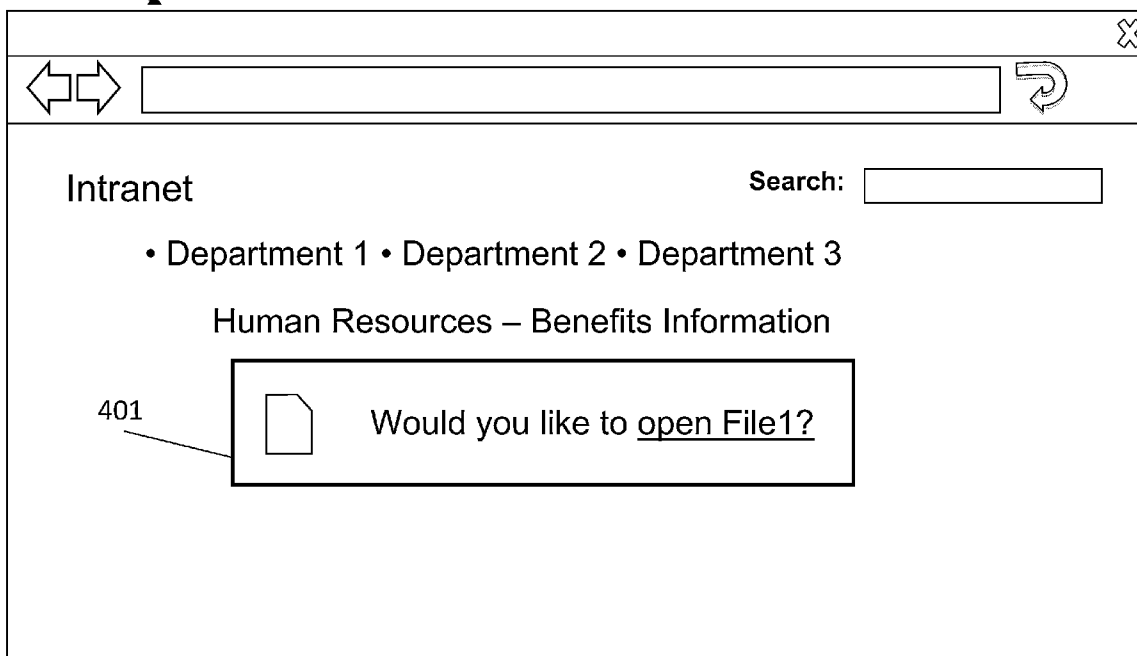 Intranet
Search:
• Department 1 • Department 2 • Department 3
Human Resources – Benefits Information
401
Would you like to open File1?